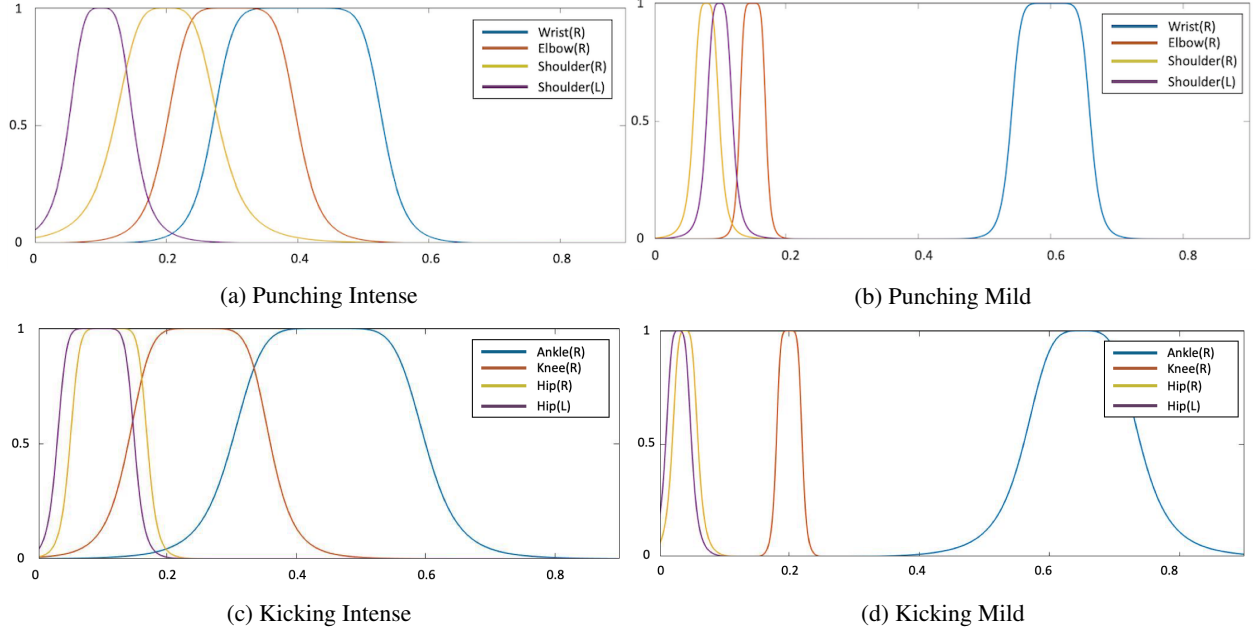 1
0.5
0
0 0.2 0.4 0.6 0.8
Wrist(R)
Elbow(R)
Shoulder(R)
Shoulder(L)
(a) Punching Intense
1
0.5
0
0 0.2 0.4 0.6 0.8
Wrist(R)
Elbow(R)
Shoulder(R)
Shoulder(L)
(b) Punching Mild
1
0.5
0
0 0.2 0.4 0.6 0.8
Ankle(R)
Knee(R)
Hip(R)
Hip(L)
(c) Kicking Intense
1
0.5
0
0 0.2 0.4 0.6 0.8
Ankle(R)
Knee(R)
Hip(R)
Hip(L)
(d) Kicking Mild